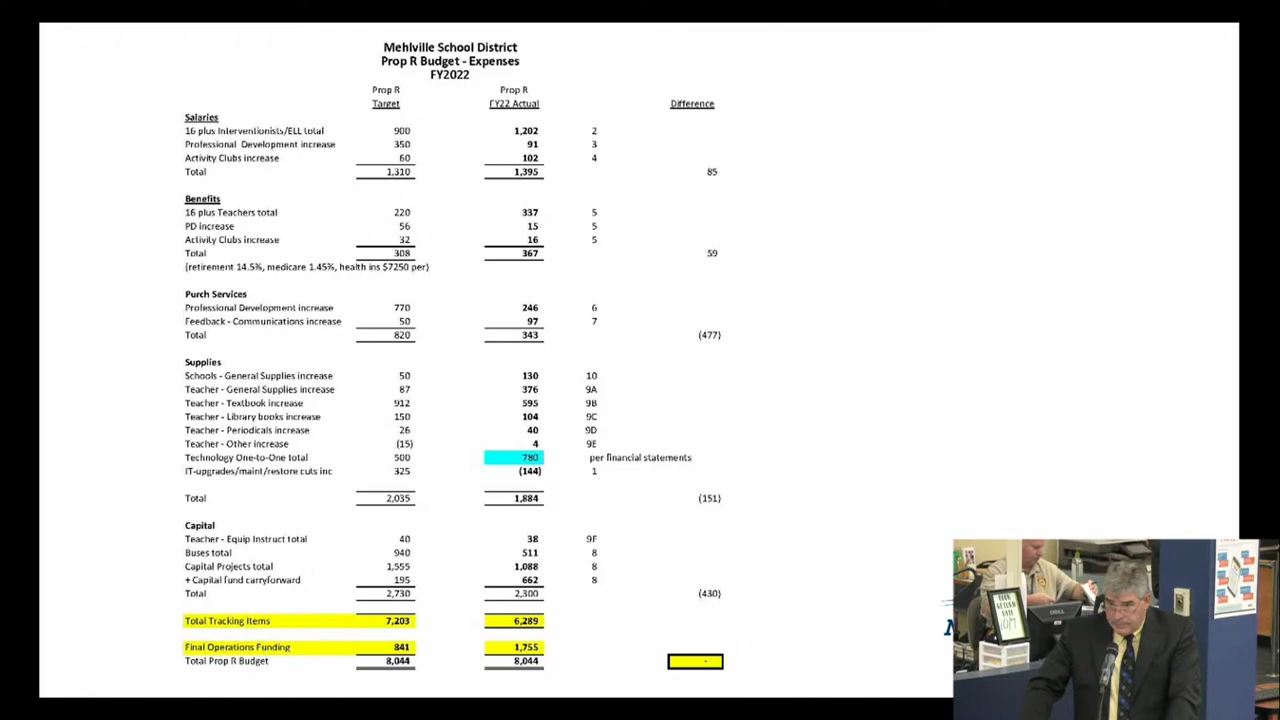 Mehlville School District
Prop R Budget - Expenses
FY2022
Prop R Prop R
Target FY22 Actual Difference
Salaries
16 plus Interventionists/ELL total 900 1,202 2
Professional Development increase 350 91 3
Activity Clubs increase 60 102 4
Total 1,310 1,395 85
Benefits
16 plus Teachers total 220 337 5
PD increase 56 15 5
Activity Clubs increase 32 16 5
Total 308 367 59
(retirement 14.5%, medicare 1.45%, health ins $7250 per)
Purch Services
Professional Development increase 770 246 6
Feedback - Communications increase 50 97 7
Total 820 343 (477)
Supplies
Schools - General Supplies increase 50 130 10
Teacher - General Supplies increase 87 376 9A
Teacher - Textbook increase 912 595 9B
Teacher - Library books increase 150 104 9C
Teacher - Periodicals increase 26 40 9D
Teacher - Other increase (15) 4 9E
Technology One-to-One total 500 780 per financial statements
IT-upgrades/maint/restore cuts inc 325 (144) 1
Total 2,035 1,884 (151)
Capital
Teacher - Equip Instruct total 40 38 9F
Buses total 940 511 8
Capital Projects total 1,555 1,088 8
+ Capital fund carryforward 195 662 8
Total 2,730 2,300 (430)
Total Tracking Items 7,203 6,289
Final Operations Funding 841 1,755
Total Prop R Budget 8,044 8,044 -
DELL